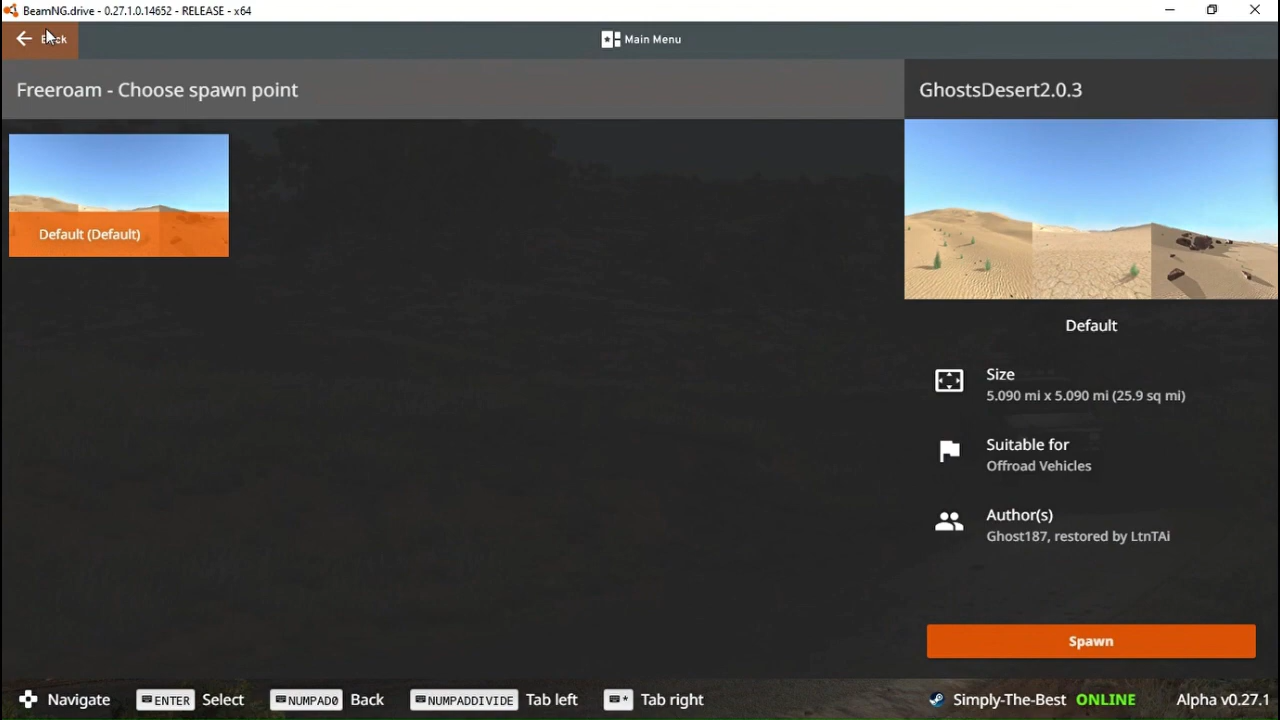 BeamNG.drive - 0.27.1.0.14652 - RELEASE - x64
Back
Main Menu
Freeroam - Choose spawn point
GhostsDesert2.0.3
Default (Default)
Default
Size
5.090 mi x 5.090 mi (25.9 sq mi)
Suitable for
Offroad Vehicles
Author(s)
Ghost187, restored by LtnTAi
Spawn
Navigate ENTER Select NUMPAD0 Back NUMPADDIVIDE Tab left * Tab right Simply-The-Best ONLINE Alpha v0.27.1